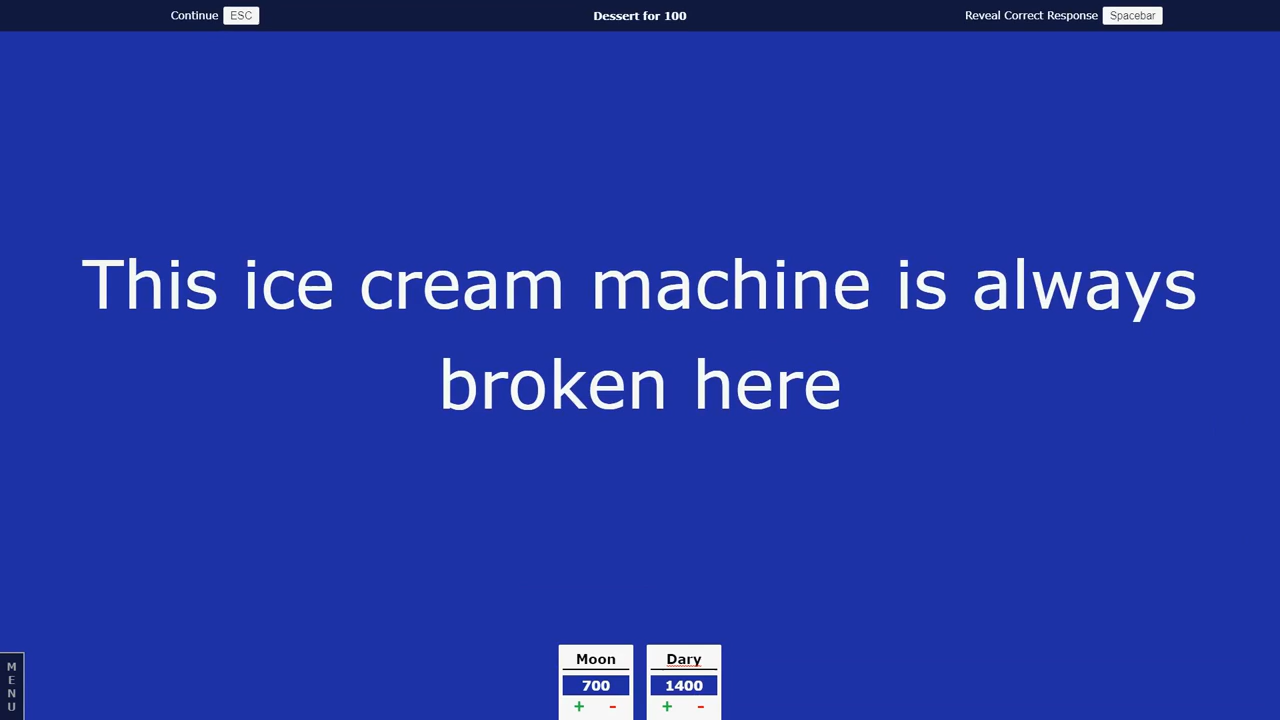 Continue ESC Dessert for 100 Reveal Correct Response Spacebar
This ice cream machine is always
broken here
MENU
Moon Dary
700 1400
+ - + -